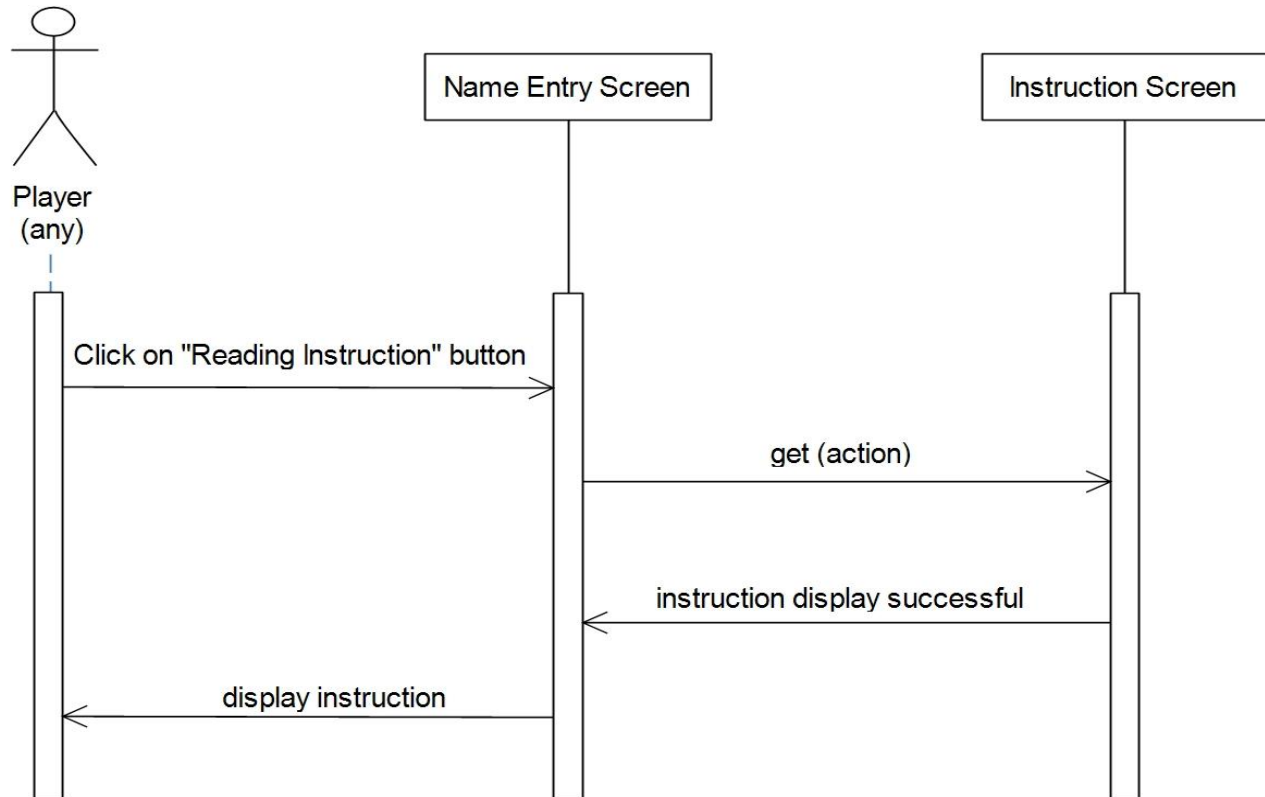 Name Entry Screen
Instruction Screen
Player
(any)
Click on "Reading Instruction" button
get (action)
instruction display successful
display instruction